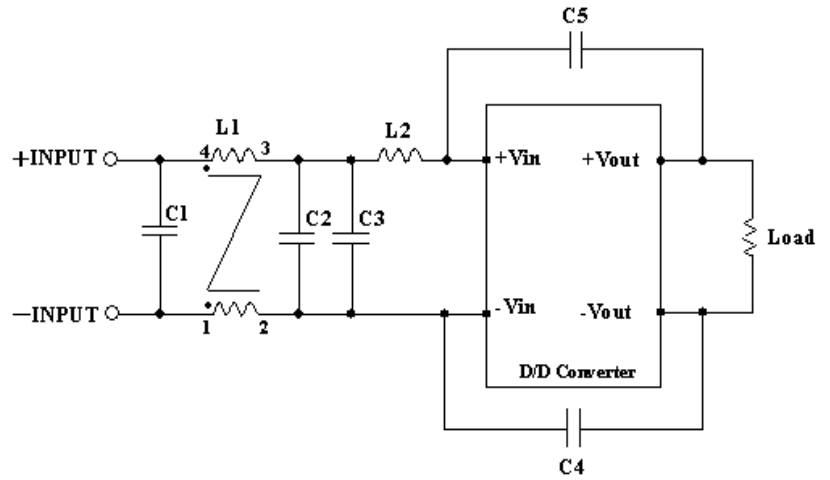 C5
L1
L2
+INPUT
4
3
+Vin
+Vout
C1
C2
C3
Load
−INPUT
1
2
-Vin
-Vout
D/D Converter
C4